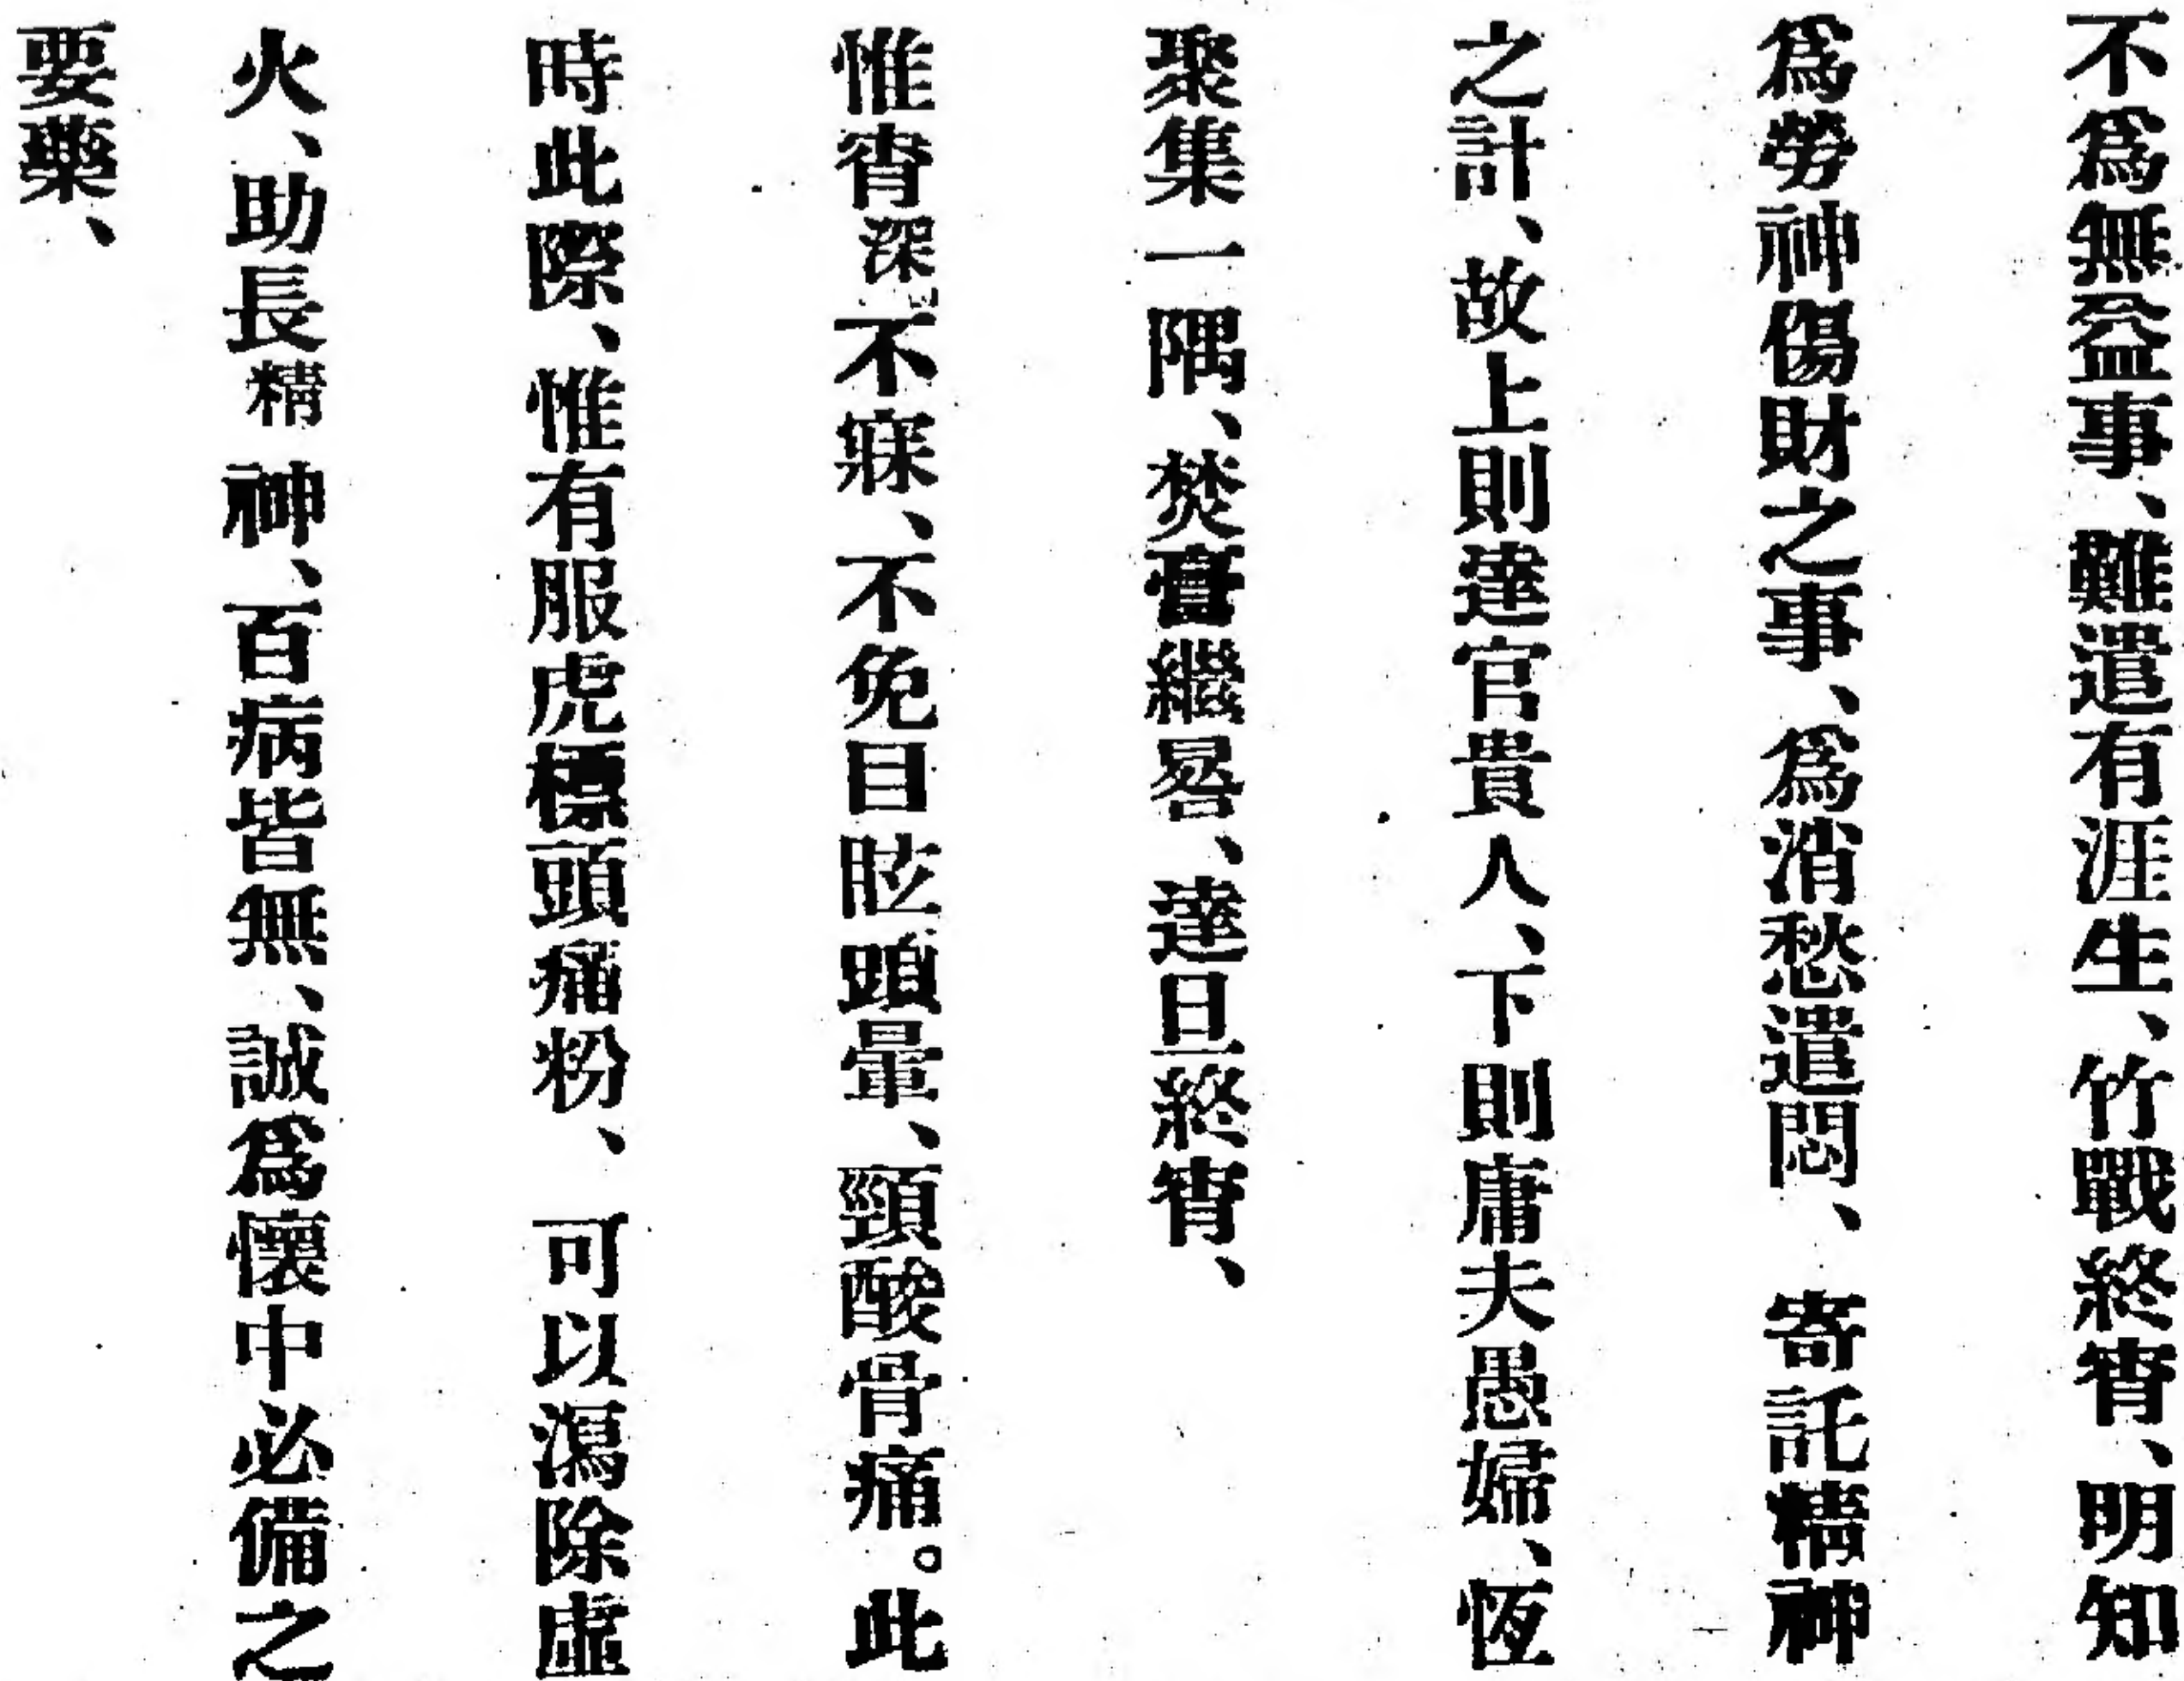 不爲無益事、難遣有涯生、竹戰終宵、明知
爲勞神傷財之事、爲消愁遣悶、寄託精神
之計、故上則達官貴人、下則庸夫愚婦、恆
聚集一隅、焚膏繼晷、達旦終宵、
惟宵深不寐、不免目眩頭暈、頸酸骨痛。此
時此際、惟有服虎標頭痛粉、可以瀉除虛
火、助長精神、百病皆無、誠爲懷中必備之
要藥、